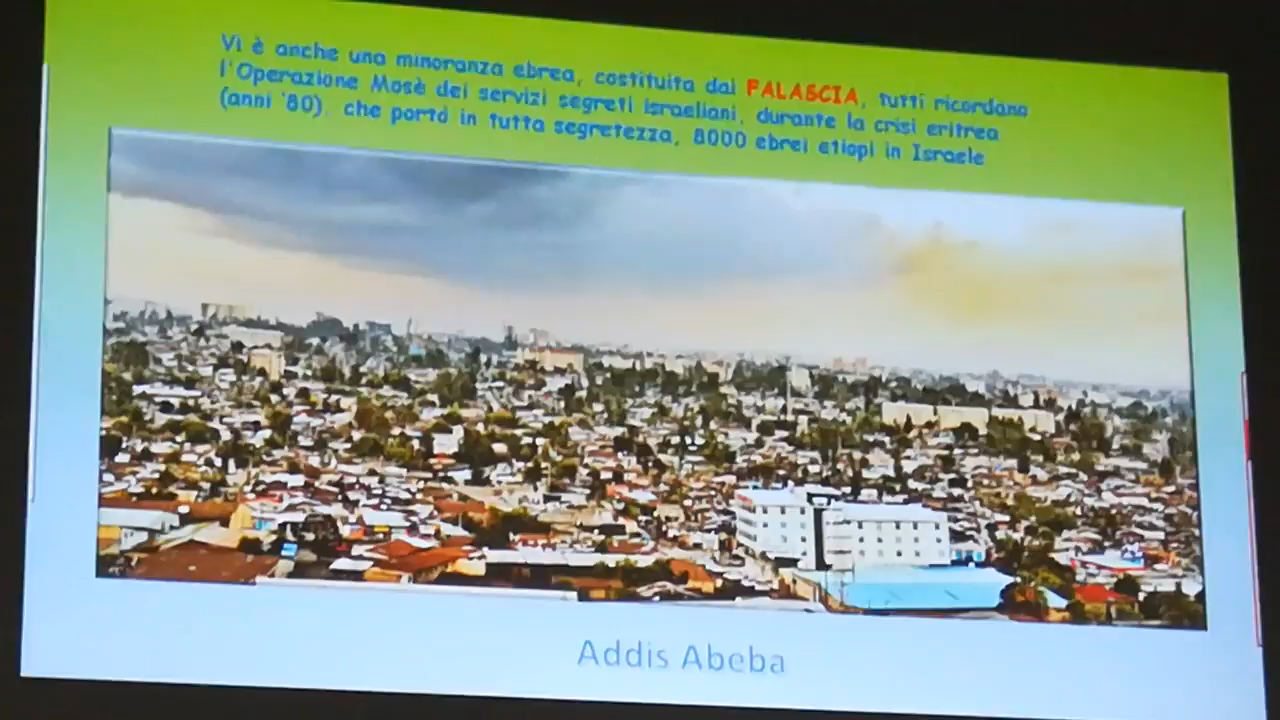 Vi è anche una minoranza ebrea, costituita dai FALASCIA, tutti ricordano
l'Operazione Mosè dei servizi segreti israeliani, durante la crisi eritrea
(anni '80), che portò in tutta segretezza, 8000 ebrei etiopi in Israele
Addis Abeba